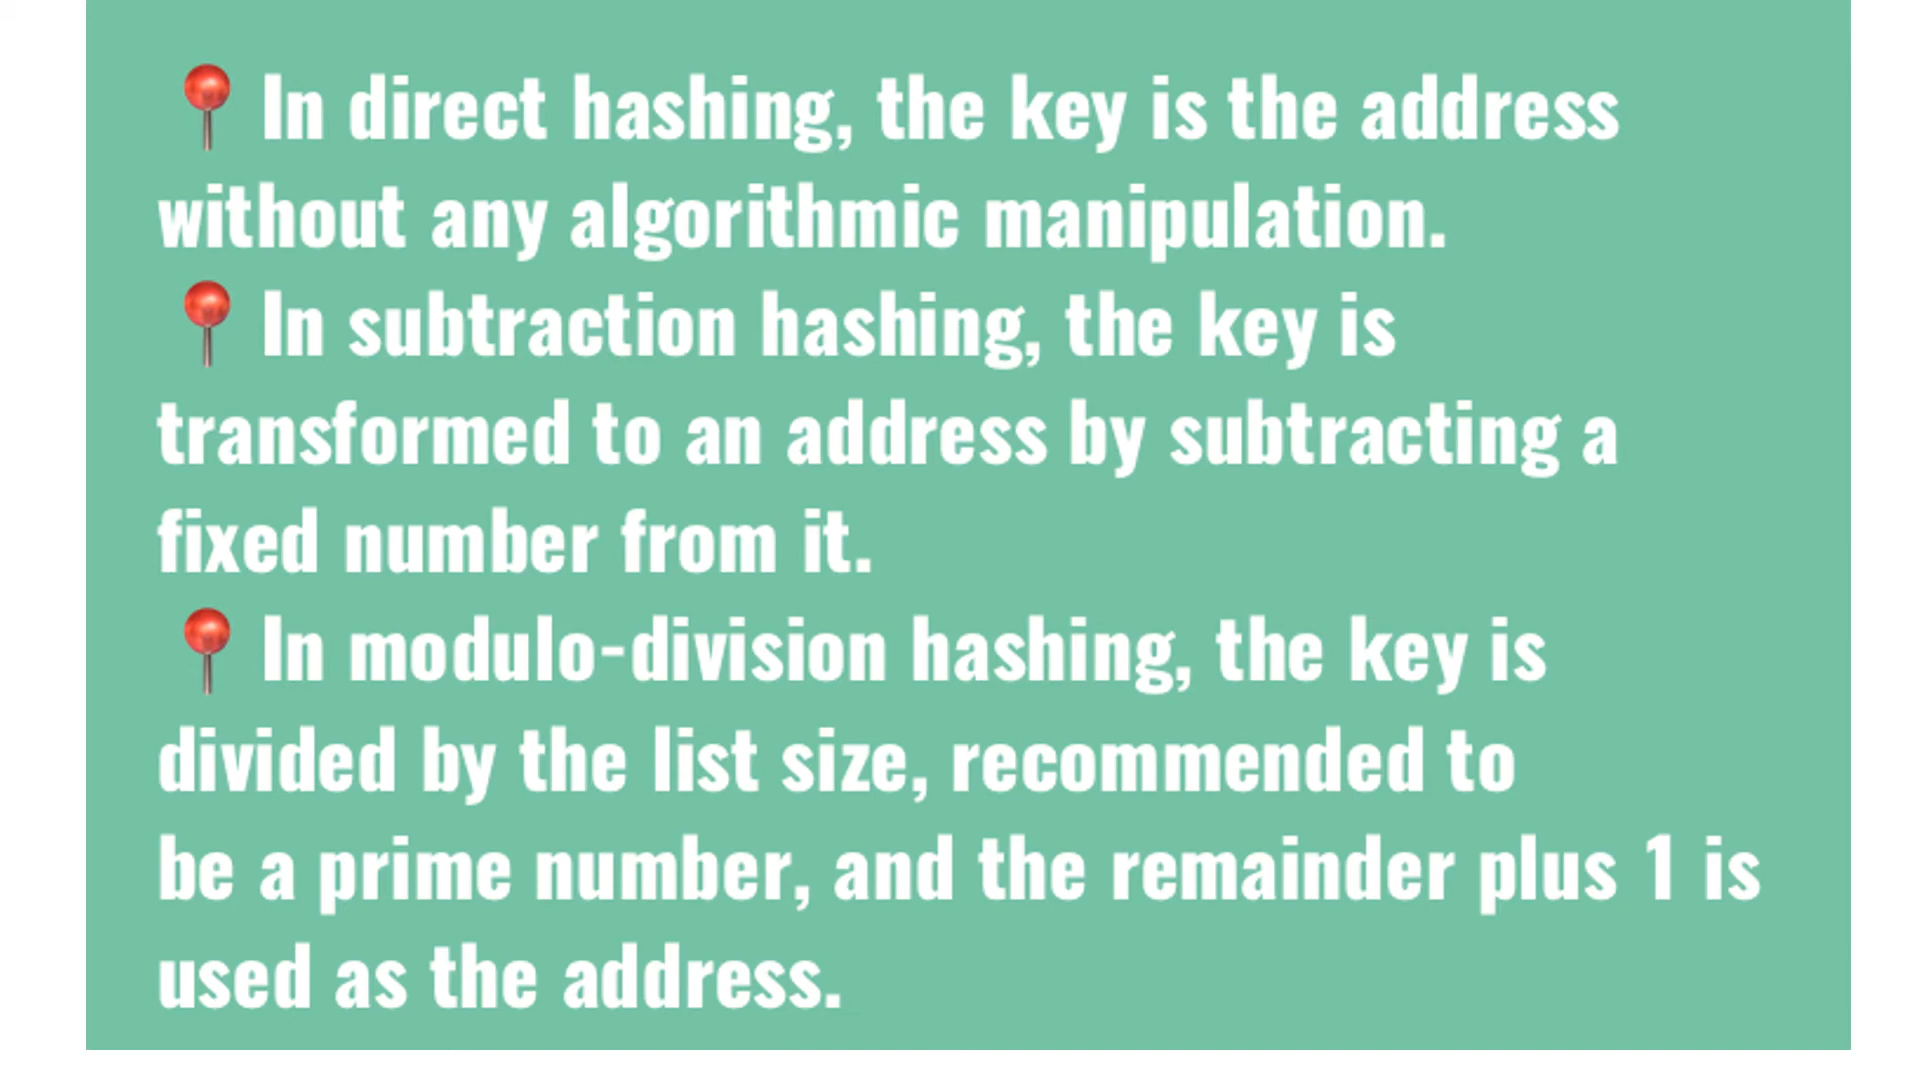 📍 In direct hashing, the key is the address
without any algorithmic manipulation.
📍 In subtraction hashing, the key is
transformed to an address by subtracting a
fixed number from it.
📍 In modulo-division hashing, the key is
divided by the list size, recommended to
be a prime number, and the remainder plus 1 is
used as the address.